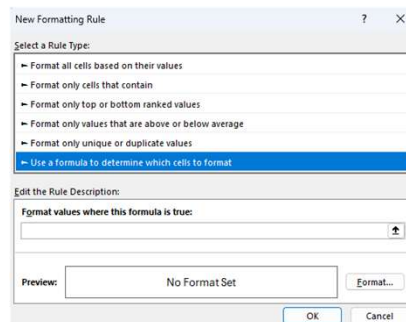 New Formatting Rule ? ×
Select a Rule Type:
► Format all cells based on their values
► Format only cells that contain
► Format only top or bottom ranked values
► Format only values that are above or below average
► Format only unique or duplicate values
► Use a formula to determine which cells to format
Edit the Rule Description:
Format values where this formula is true:
Preview: No Format Set Format...
OK Cancel